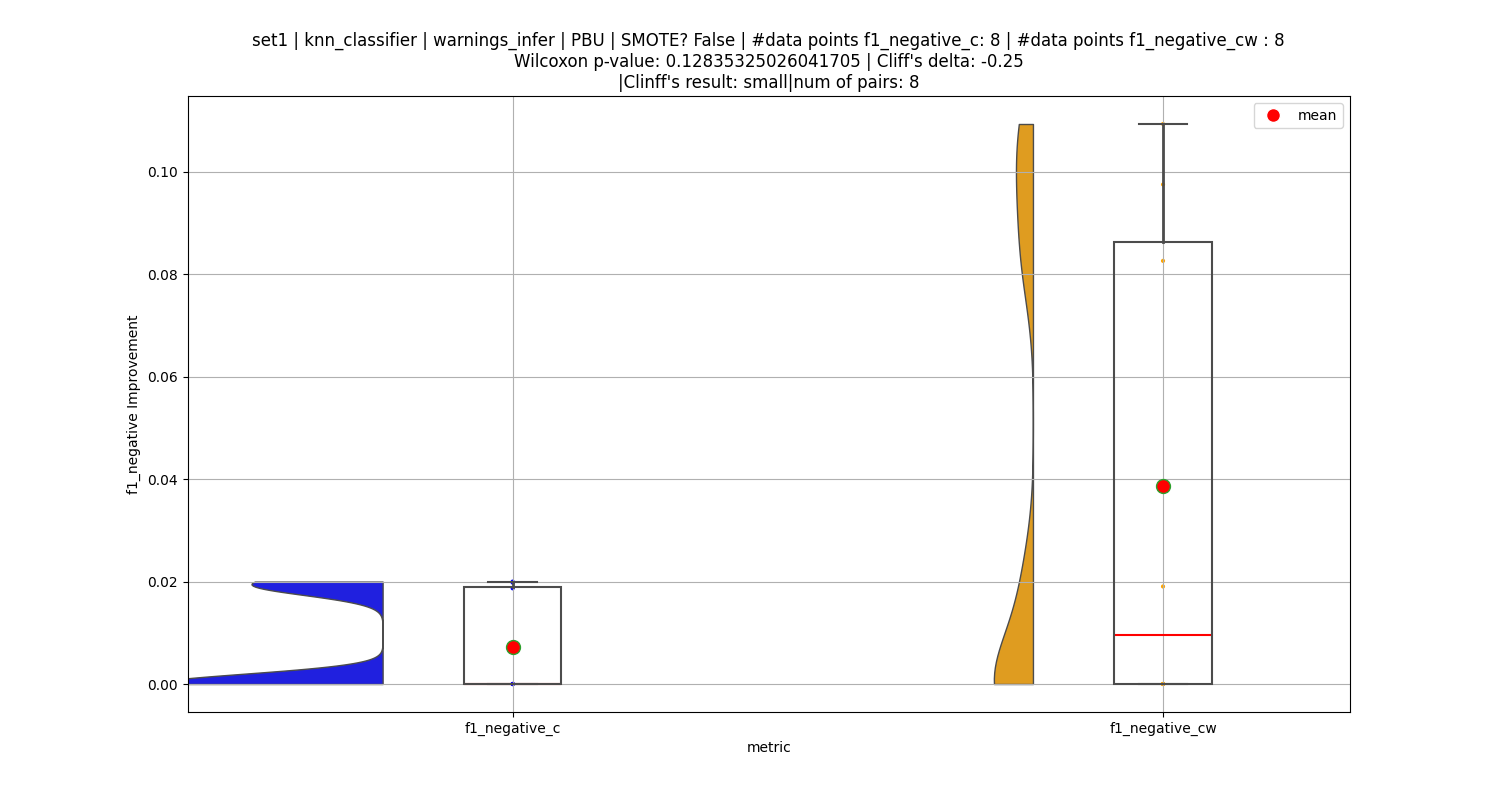 set1 | knn_classifier | warnings_infer | PBU | SMOTE? False | #data points f1_negative_c: 8 | #data points f1_negative_cw : 8
Wilcoxon p-value: 0.12835325026041705 | Cliff's delta: -0.25
|Clinff's result: small|num of pairs: 8
mean
0.10
0.08
0.06
0.04
0.02
0.00
f1_negative Improvement
f1_negative_c
f1_negative_cw
metric